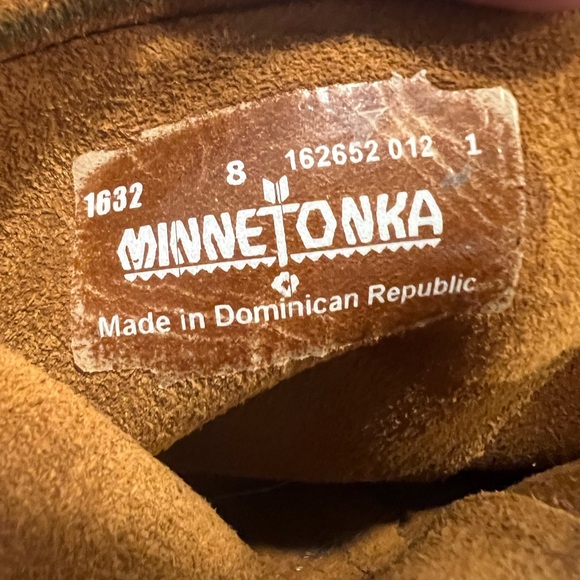 1632 8 162652 012 1
MINNETONKA
Made in Dominican Republic